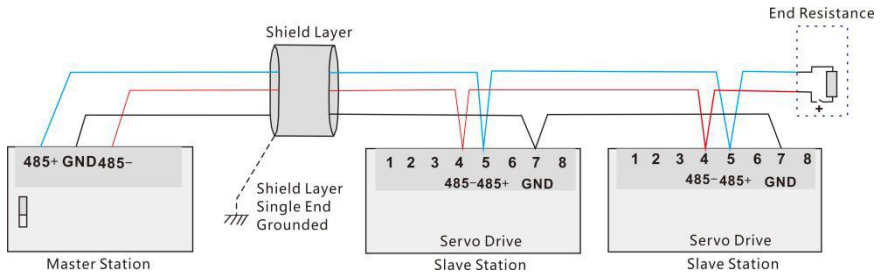 End Resistance
Shield Layer
+
485+ GND 485-
1 2 3 4 5 6 7 8
485- 485+ GND
1 2 3 4 5 6 7 8
485- 485+ GND
Shield Layer
Single End
Grounded
Servo Drive
Servo Drive
Master Station
Slave Station
Slave Station